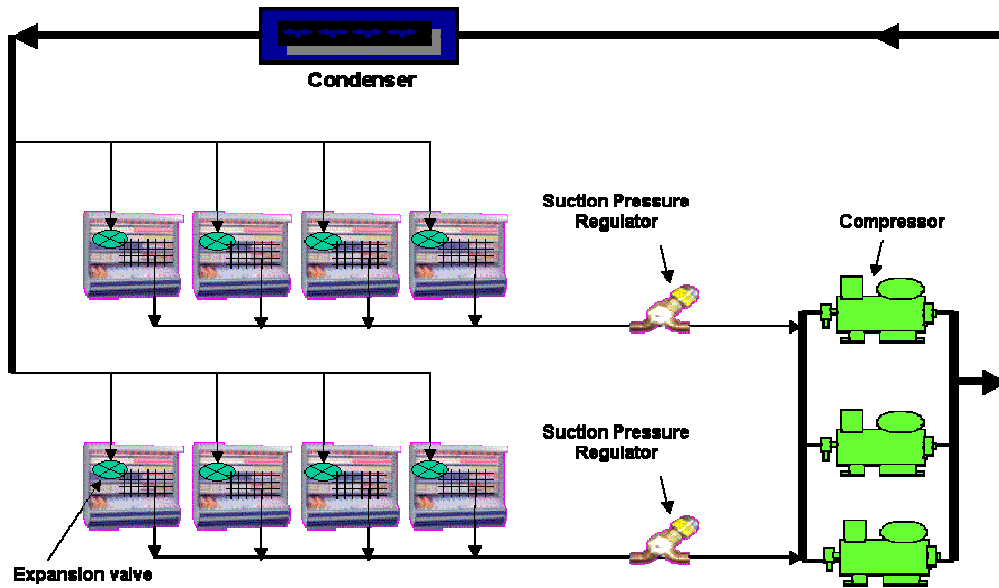 Condenser
Suction Pressure
Regulator
Compressor
Suction Pressure
Regulator
Expansion valve